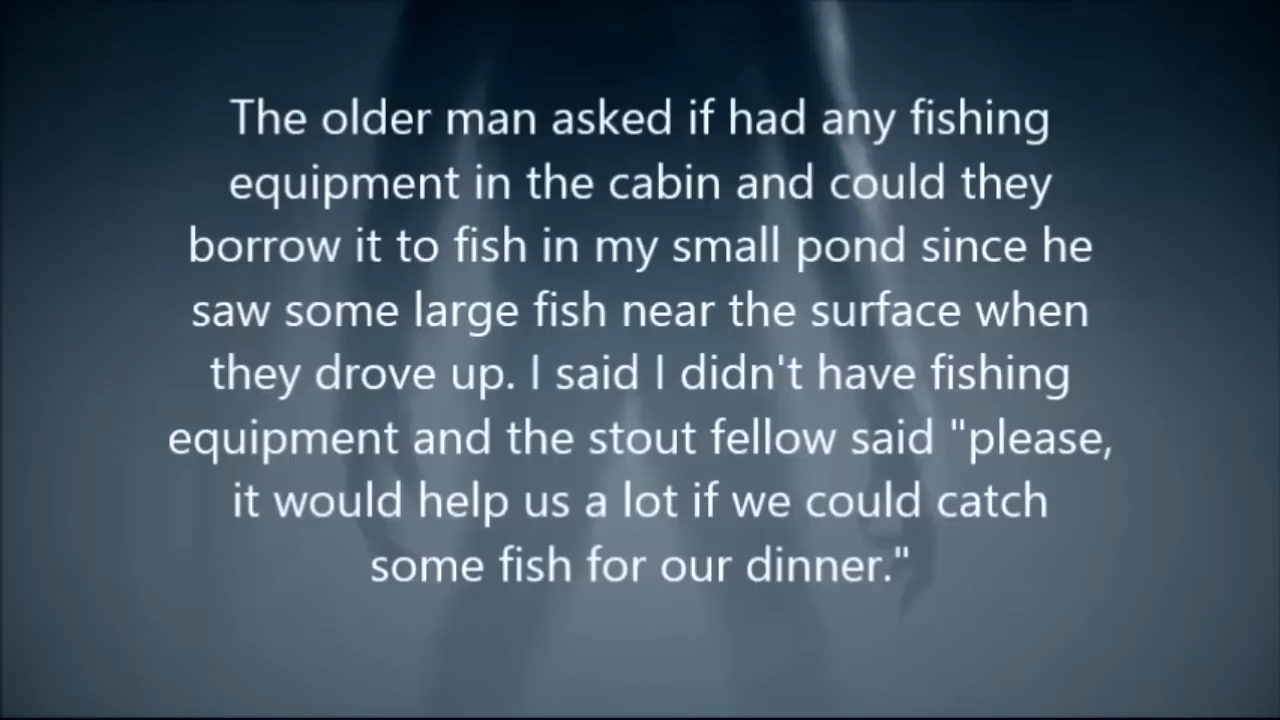 The older man asked if had any fishing
equipment in the cabin and could they
borrow it to fish in my small pond since he
saw some large fish near the surface when
they drove up. I said I didn't have fishing
equipment and the stout fellow said "please,
it would help us a lot if we could catch
some fish for our dinner."